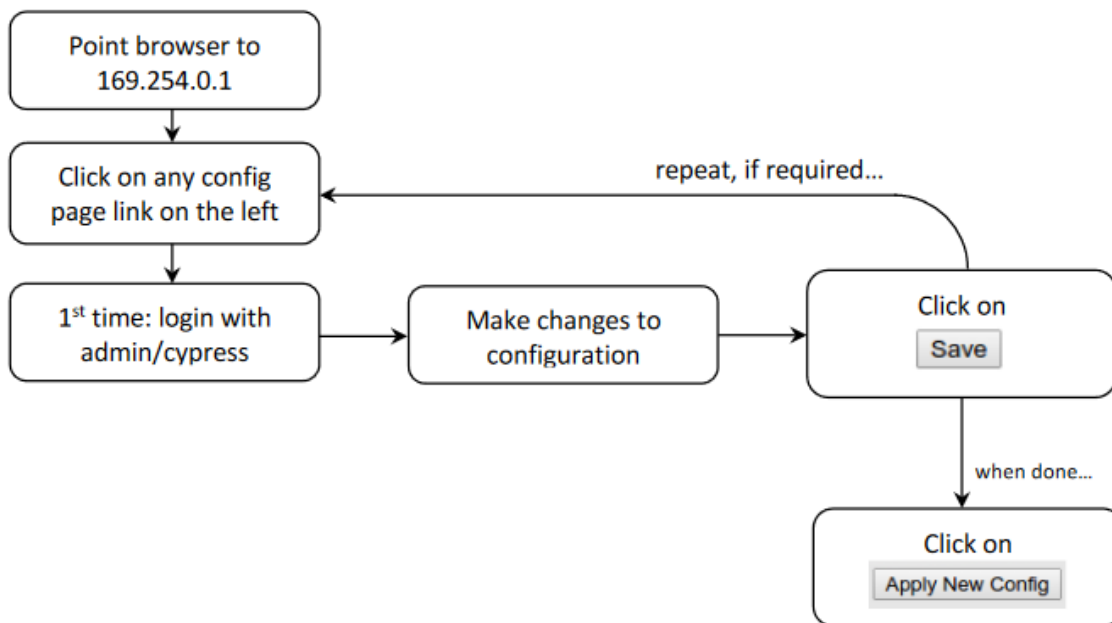 Point browser to
169.254.0.1
Click on any config
page link on the left
repeat, if required...
1st time: login with
admin/cypress
Make changes to
configuration
Click on
Save
when done...
Click on
Apply New Config